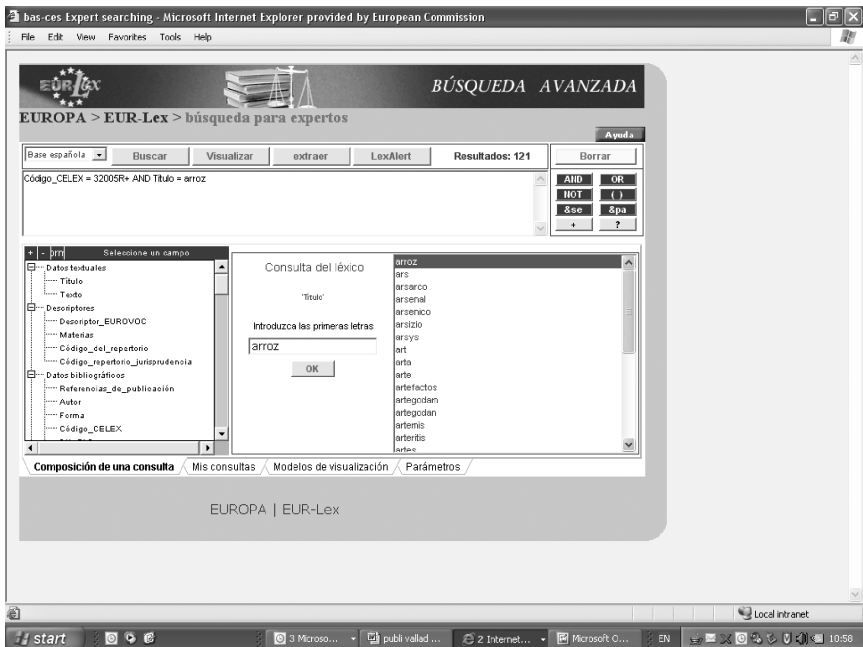 bas-ces Expert searching - Microsoft Internet Explorer provided by European Commission
File Edit View Favorites Tools Help
EUR lex
BÚSQUEDA AVANZADA
EUROPA > EUR-Lex > búsqueda para expertos
Ayuda
Base española Buscar Visualizar extraer LexAlert Resultados: 121 Borrar
Código_CELEX = 32005R+ AND Título = arroz
AND OR
NOT ( )
&se &pa
+ ?
+ - prn Seleccione un campo
Datos textuales
Título
Texto
Descriptores
Descriptor_EUROVOC
Materias
Código_del_repertorio
Código_repertorio_jurisprudencia
Datos bibliográficos
Referencias_de_publicación
Autor
Forma
Código_CELEX
Consulta del léxico
'Título'
Introduzca las primeras letras
arroz
OK
arroz
ars
arsarco
arsenal
arsenico
arsizio
arsys
art
arta
arte
artefactos
artegodam
artegodan
artemis
arteritis
artes
Composición de una consulta Mis consultas Modelos de visualización Parámetros
EUROPA | EUR-Lex
Local intranet
start 3 Microso... publi vallad ... 2 Internet... Microsoft O... EN 10:58